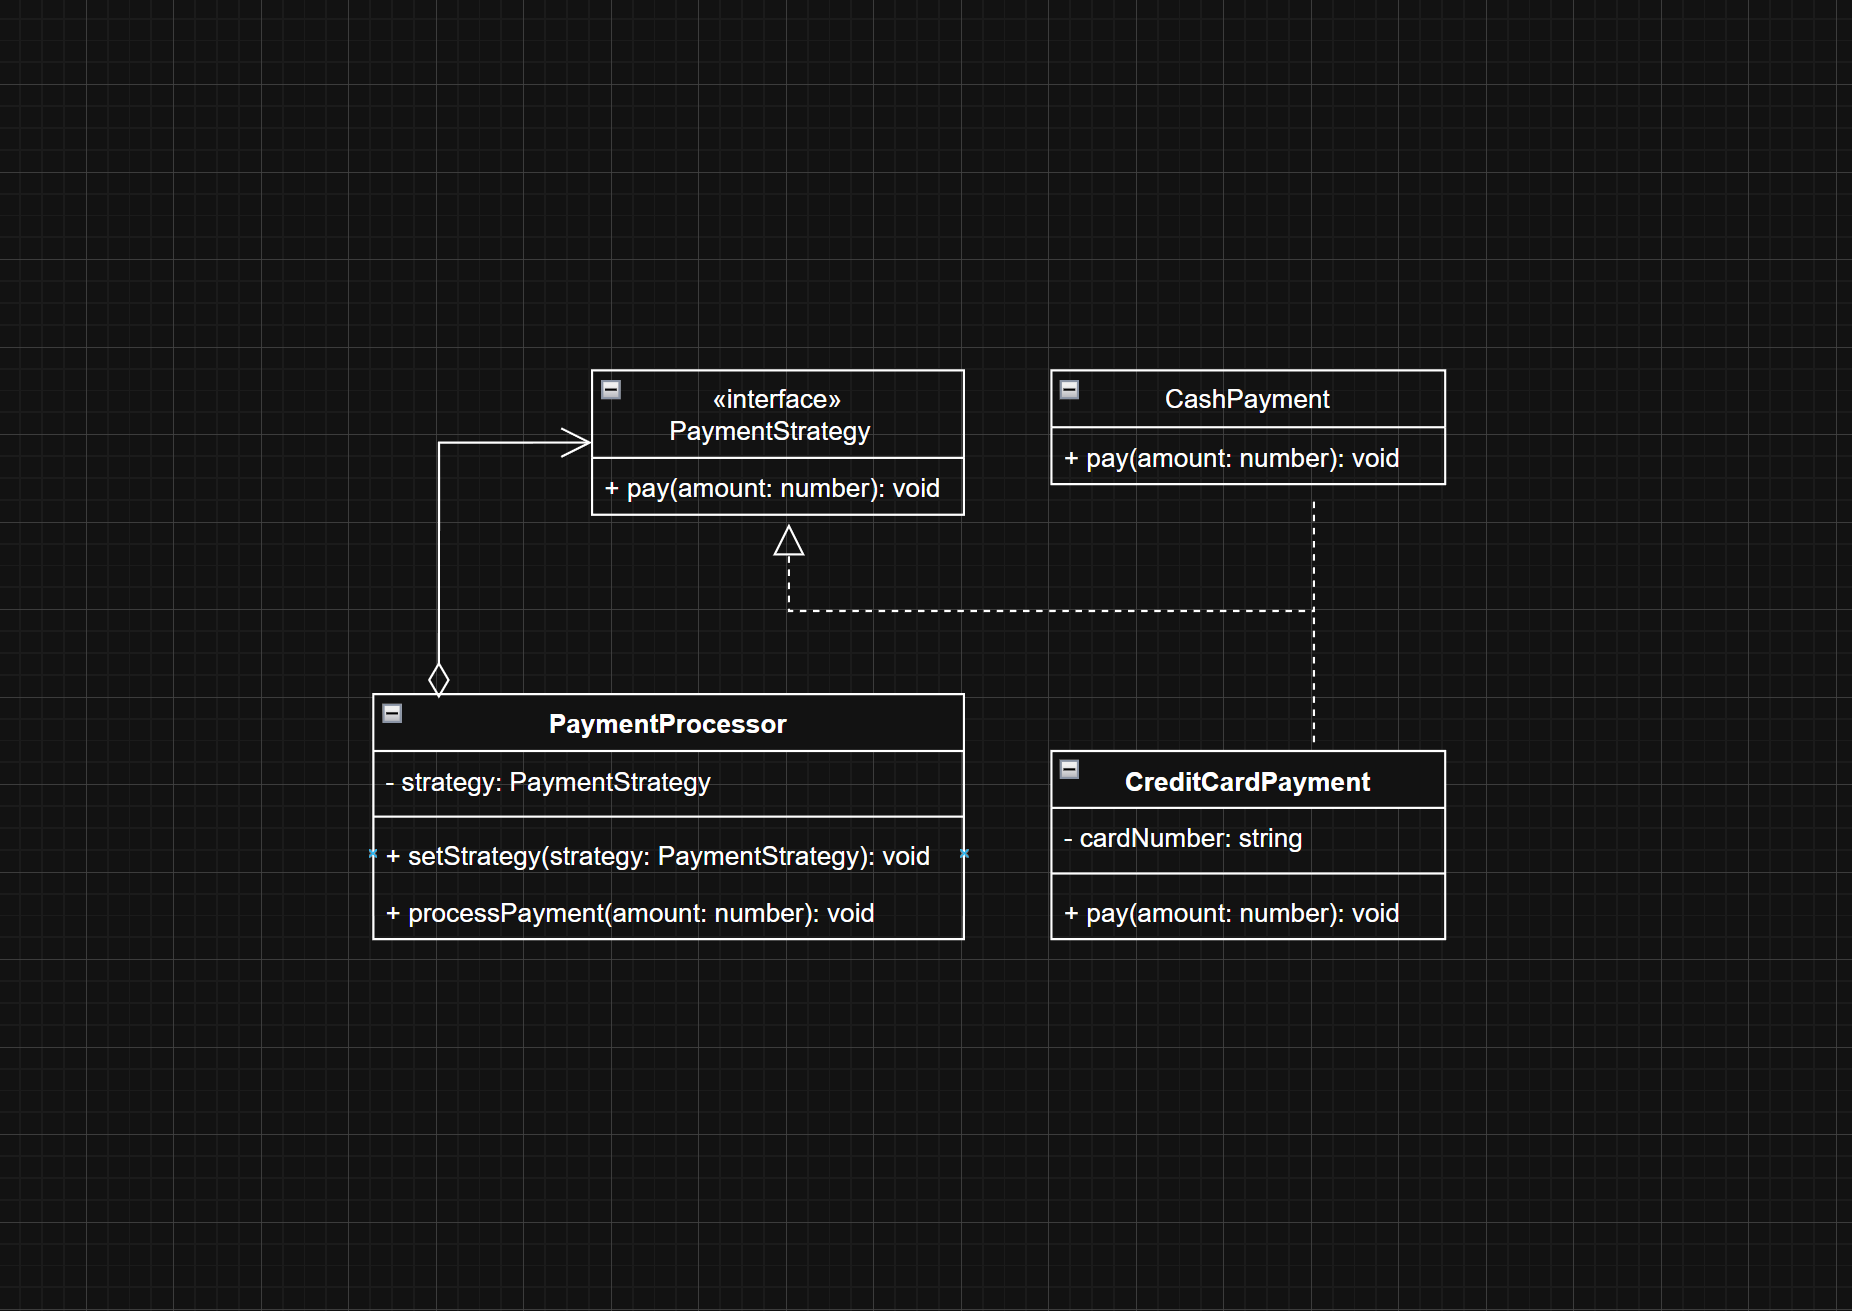 «interface»
PaymentStrategy
+ pay(amount: number): void
CashPayment
+ pay(amount: number): void
PaymentProcessor
- strategy: PaymentStrategy
+ setStrategy(strategy: PaymentStrategy): void
+ processPayment(amount: number): void
CreditCardPayment
- cardNumber: string
+ pay(amount: number): void